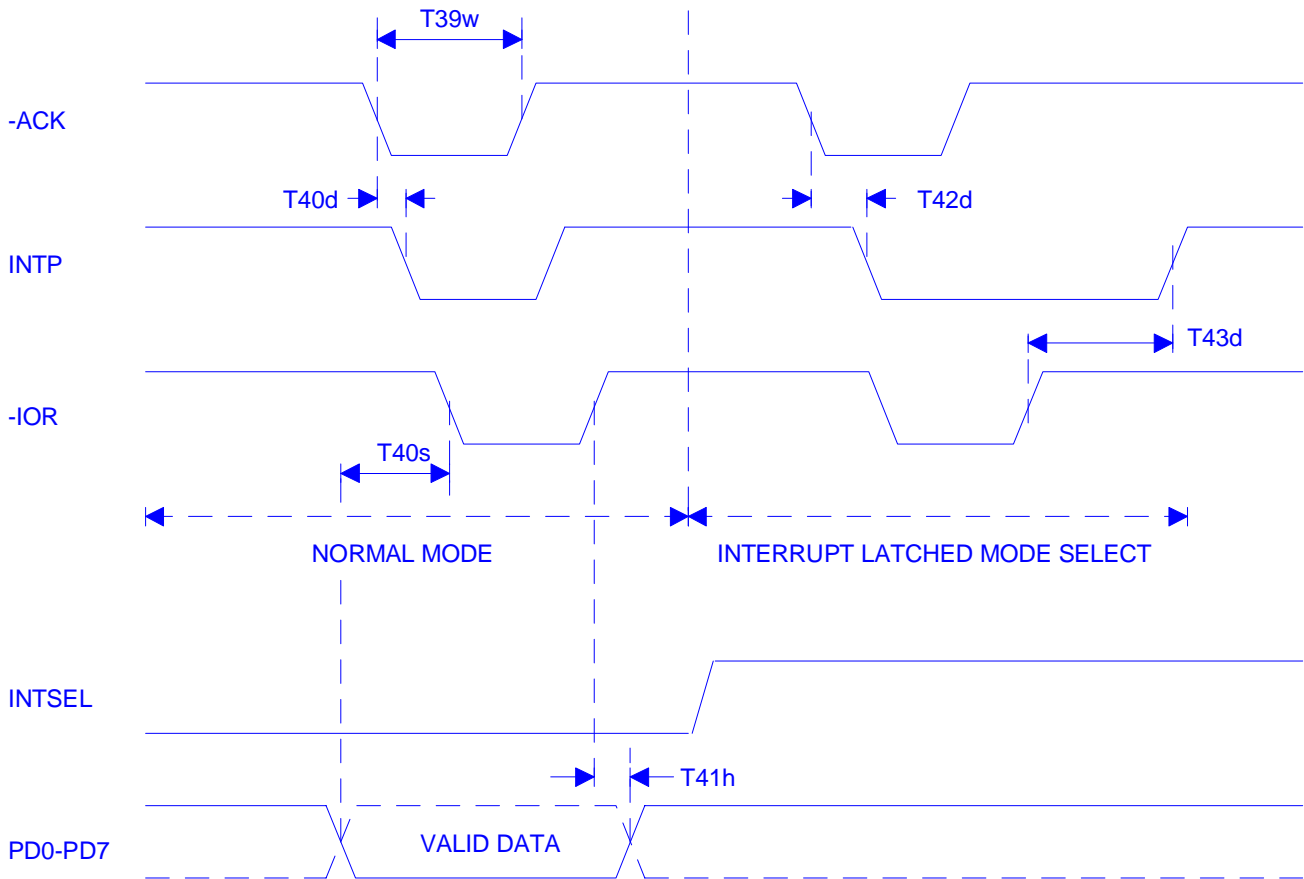 T39w
-ACK
T40d
T42d
INTP
T43d
-IOR
T40s
NORMAL MODE
INTERRUPT LATCHED MODE SELECT
INTSEL
T41h
PD0-PD7
VALID DATA